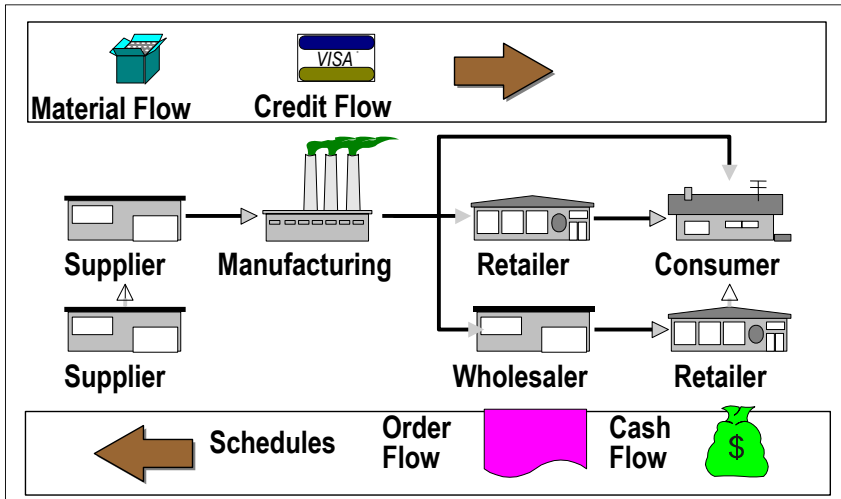 VISA
Material Flow
Credit Flow
Supplier
Manufacturing
Retailer
Consumer
Supplier
Wholesaler
Retailer
Schedules
Order
Flow
Cash
Flow
$